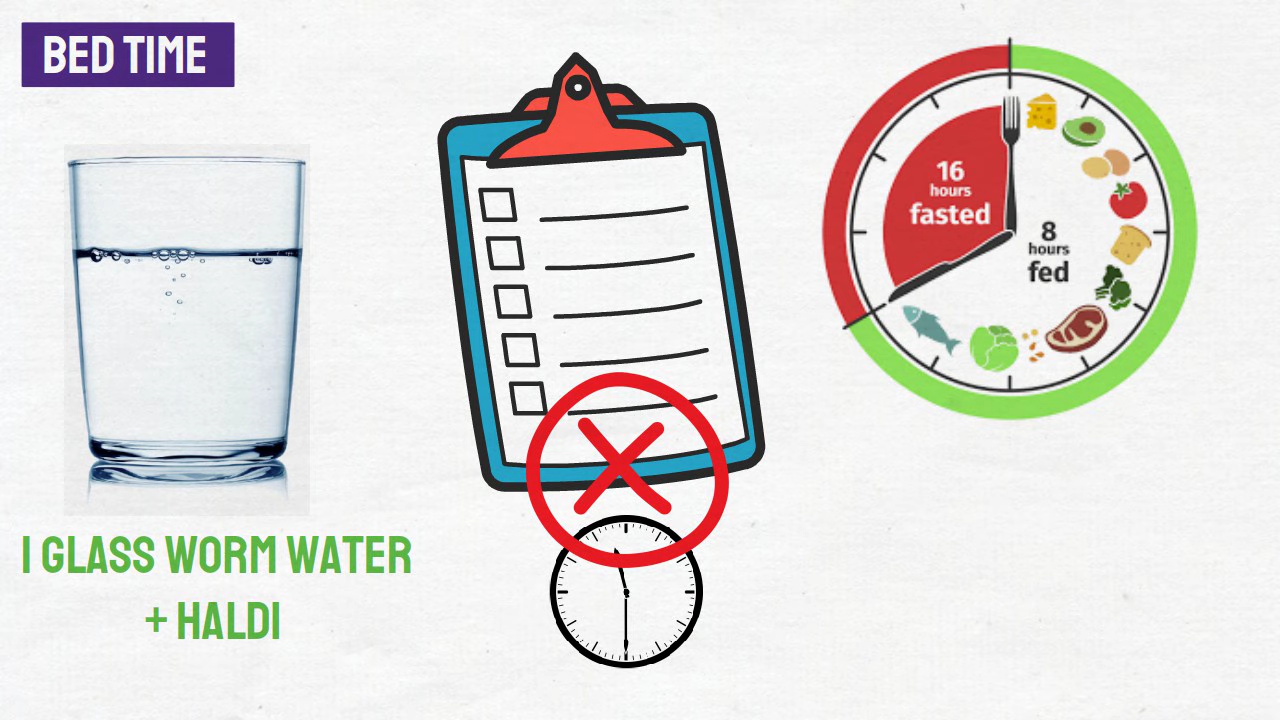 BED TIME
1 GLASS WORM WATER
+ HALDI
16
hours
fasted
8
hours
fed